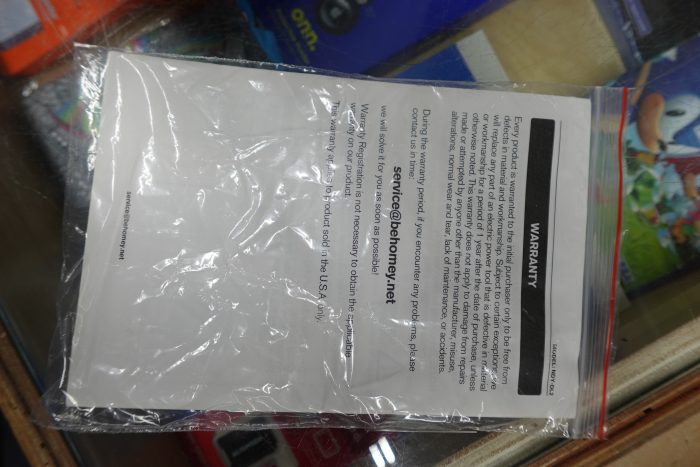 onn.
MODEL: NDY-DL2
WARRANTY
Every product is warranted to the initial purchaser only to be free from
defects in material and workmanship. Subject to certain exceptions, we
will replace any part of an electric power tool that is defective in material
or workmanship for a period of 1 year after the date of purchase, unless
otherwise noted. This warranty does not apply to damage from repairs
made or attempted by anyone other than the manufacturer, misuse,
alterations, normal wear and tear, lack of maintenance, or accidents.
During the warranty period, if you encounter any problems, please
contact us in time:
service@behomey.net
we will solve it for you as soon as possible!
Warranty Registration is not necessary to obtain the applicable
warranty on our product.
This warranty applies to product sold in the U.S.A only.
service@behomey.net